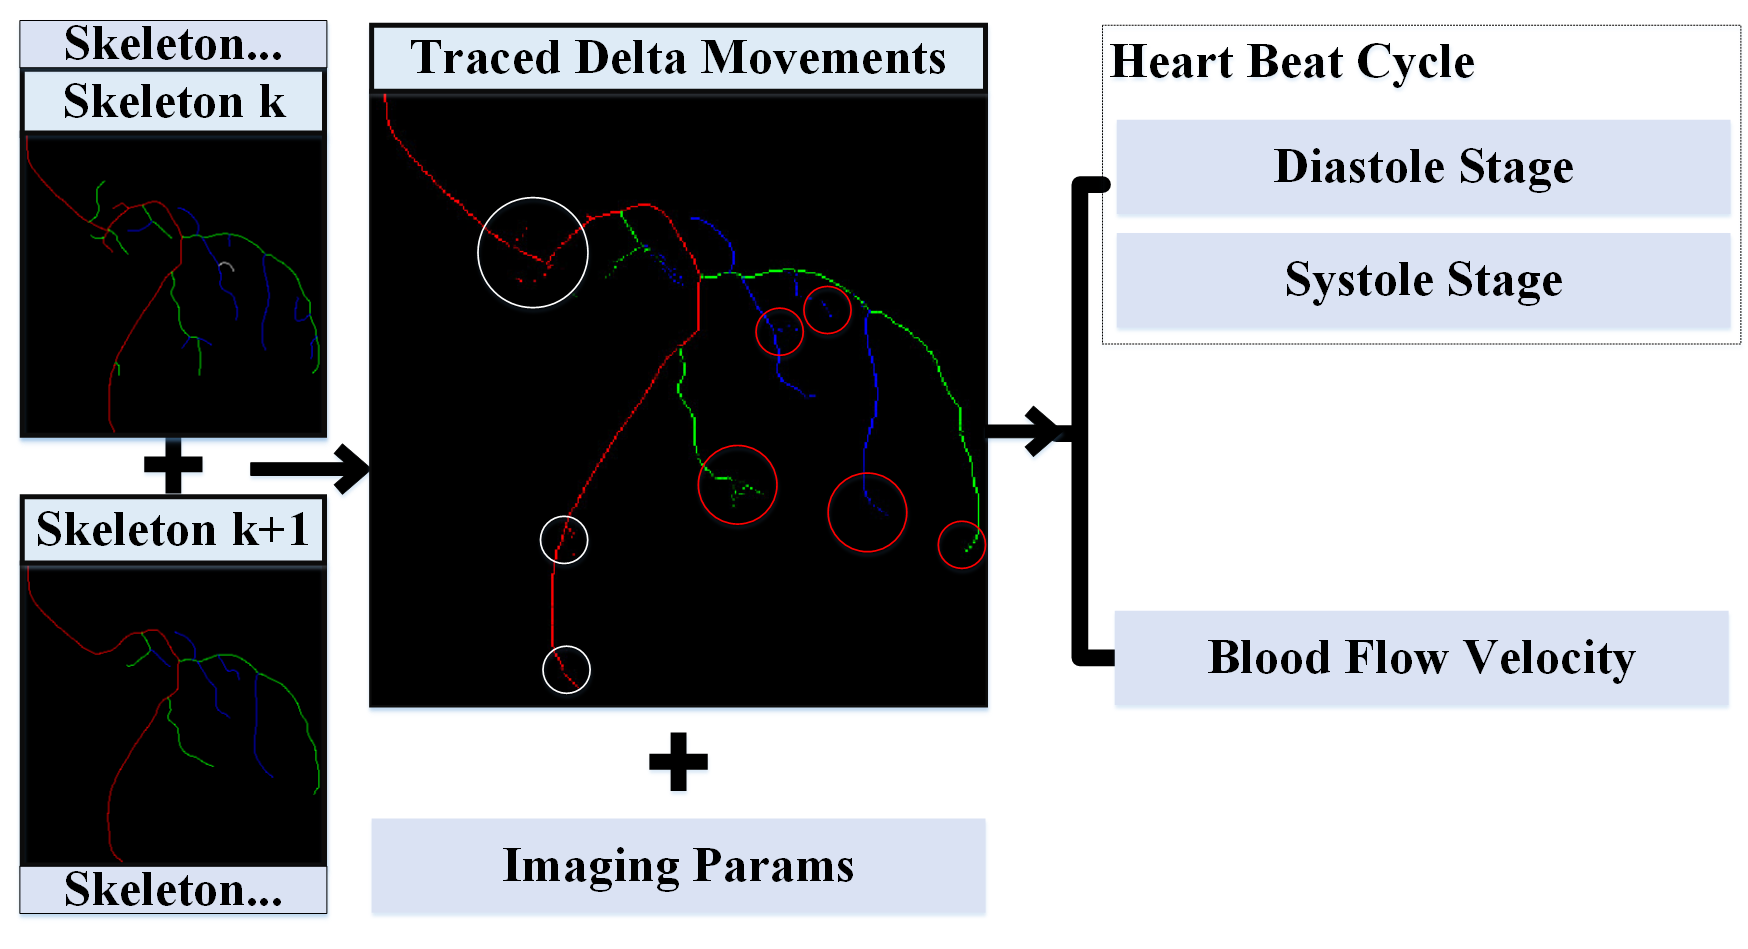 Skeleton...
Skeleton k
Skeleton k+1
Skeleton...
Traced Delta Movements
Imaging Params
Heart Beat Cycle
Diastole Stage
Systole Stage
Blood Flow Velocity